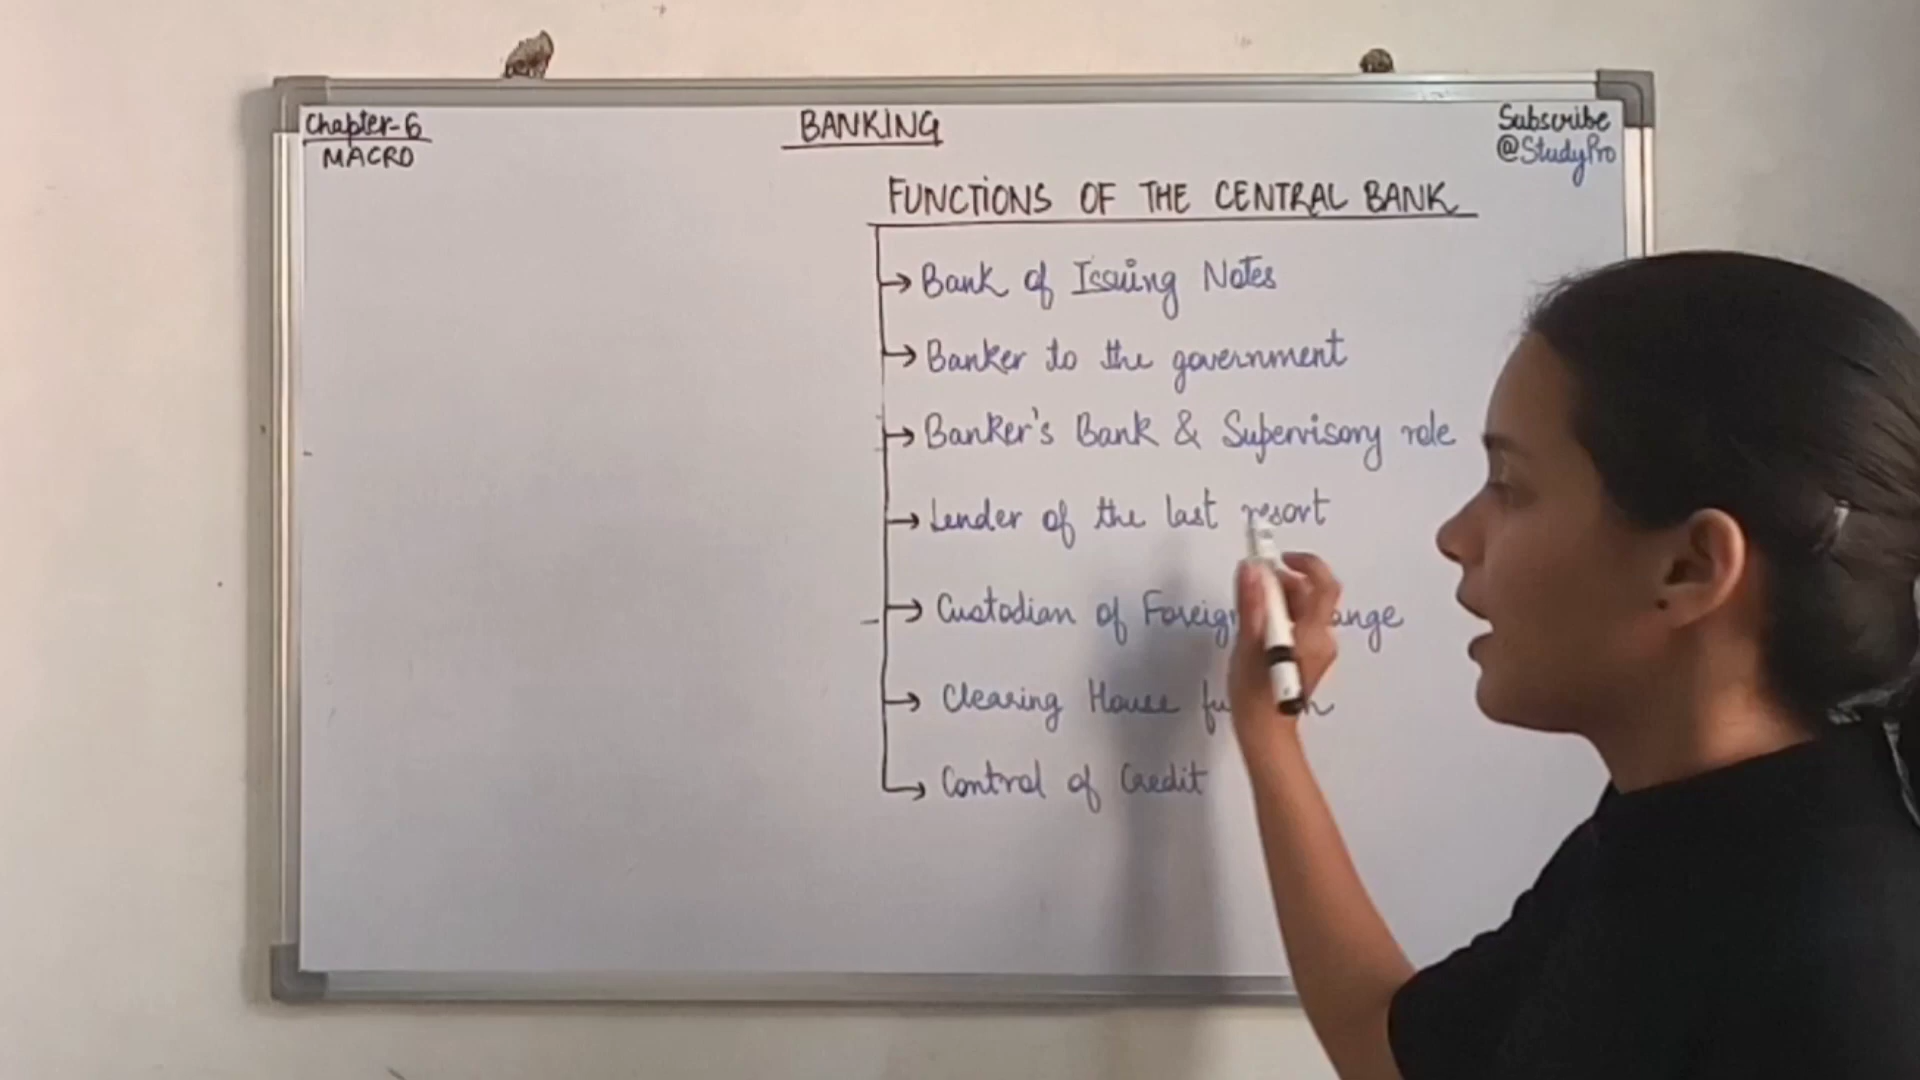 Chapter-6
MACRO
BANKING
Subscribe
@StudyPro
FUNCTIONS OF THE CENTRAL BANK
→ Bank of Issuing Notes
→ Banker to the government
→ Banker's Bank & Supervisory role
→ Lender of the last resort
→ Custodian of Foreign
→ Clearing House
→ Control of Credit